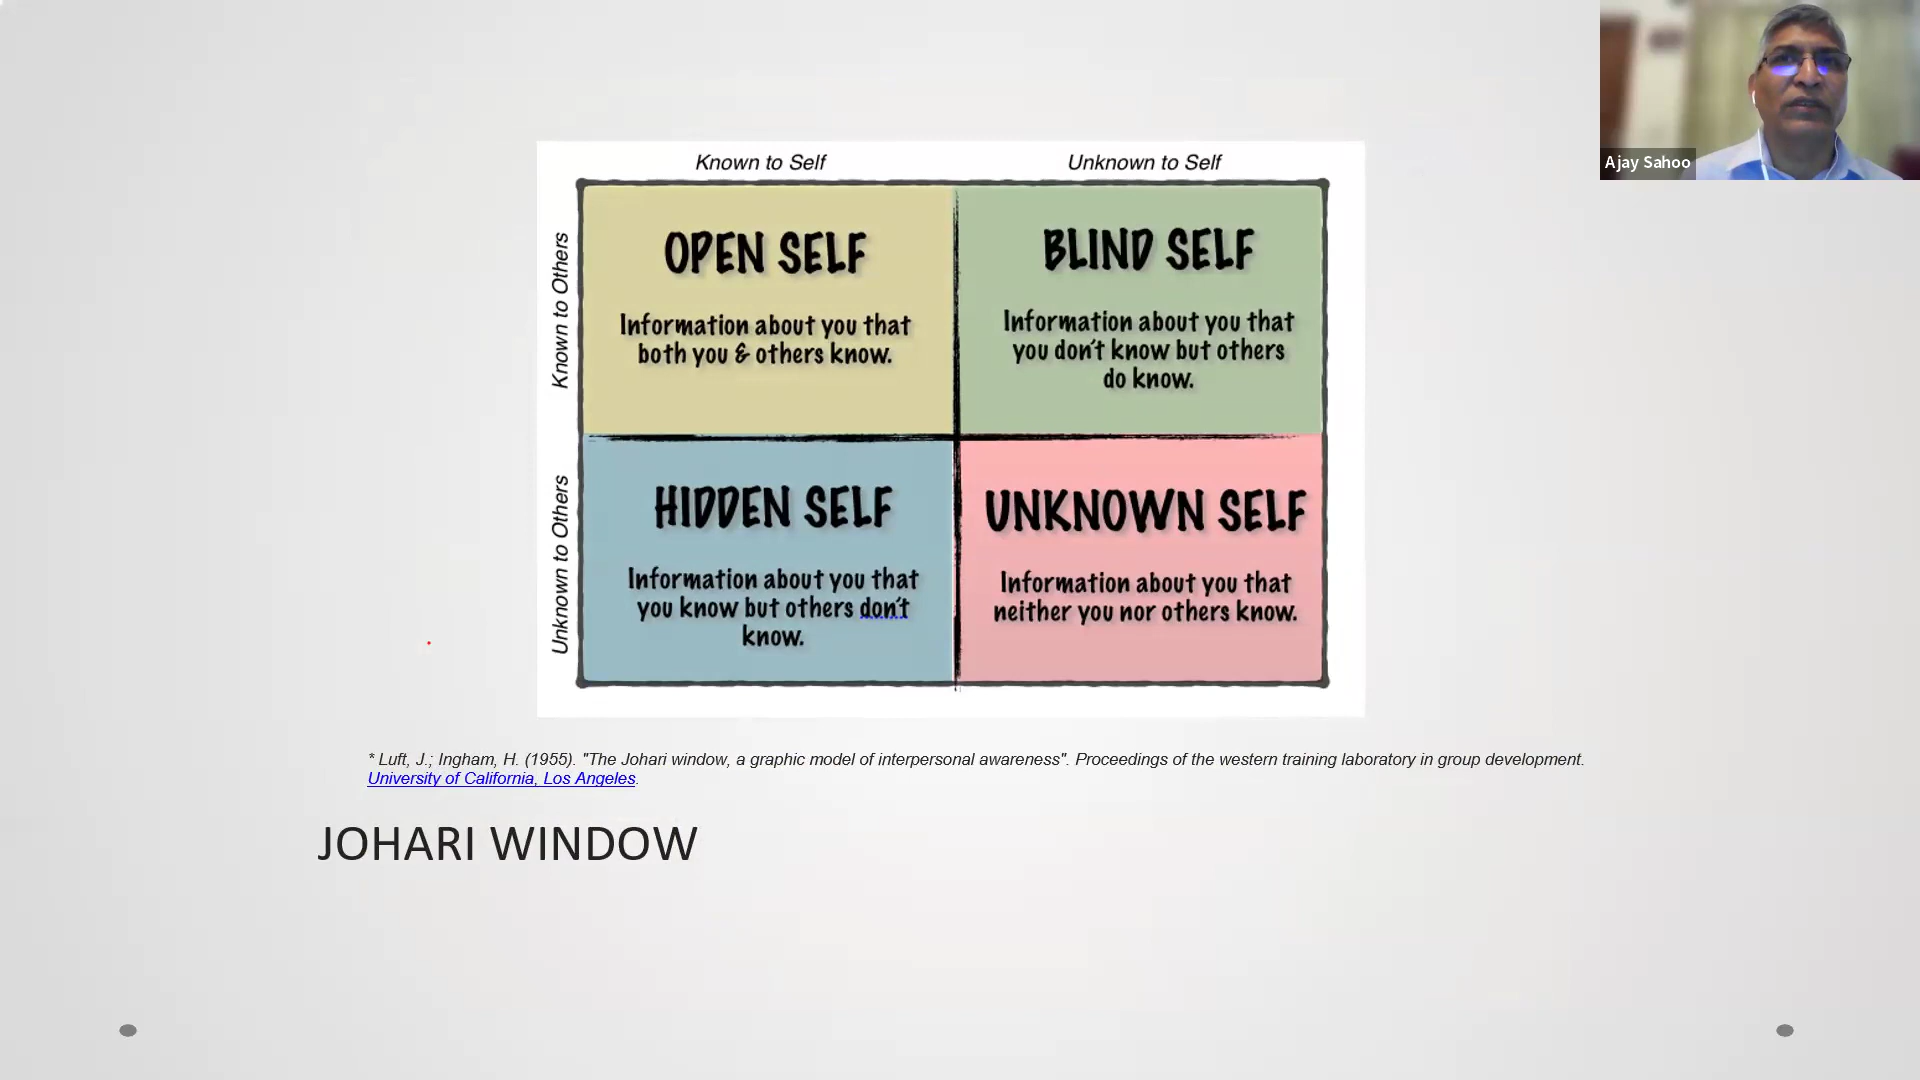 Ajay Sahoo
Known to Self
Unknown to Self
Known to Others
OPEN SELF
Information about you that
both you & others know.
BLIND SELF
Information about you that
you don't know but others
do know.
Unknown to Others
HIDDEN SELF
Information about you that
you know but others don't
know.
UNKNOWN SELF
Information about you that
neither you nor others know.
* Luft, J.; Ingham, H. (1955). "The Johari window, a graphic model of interpersonal awareness". Proceedings of the western training laboratory in group development.
University of California, Los Angeles.
JOHARI WINDOW